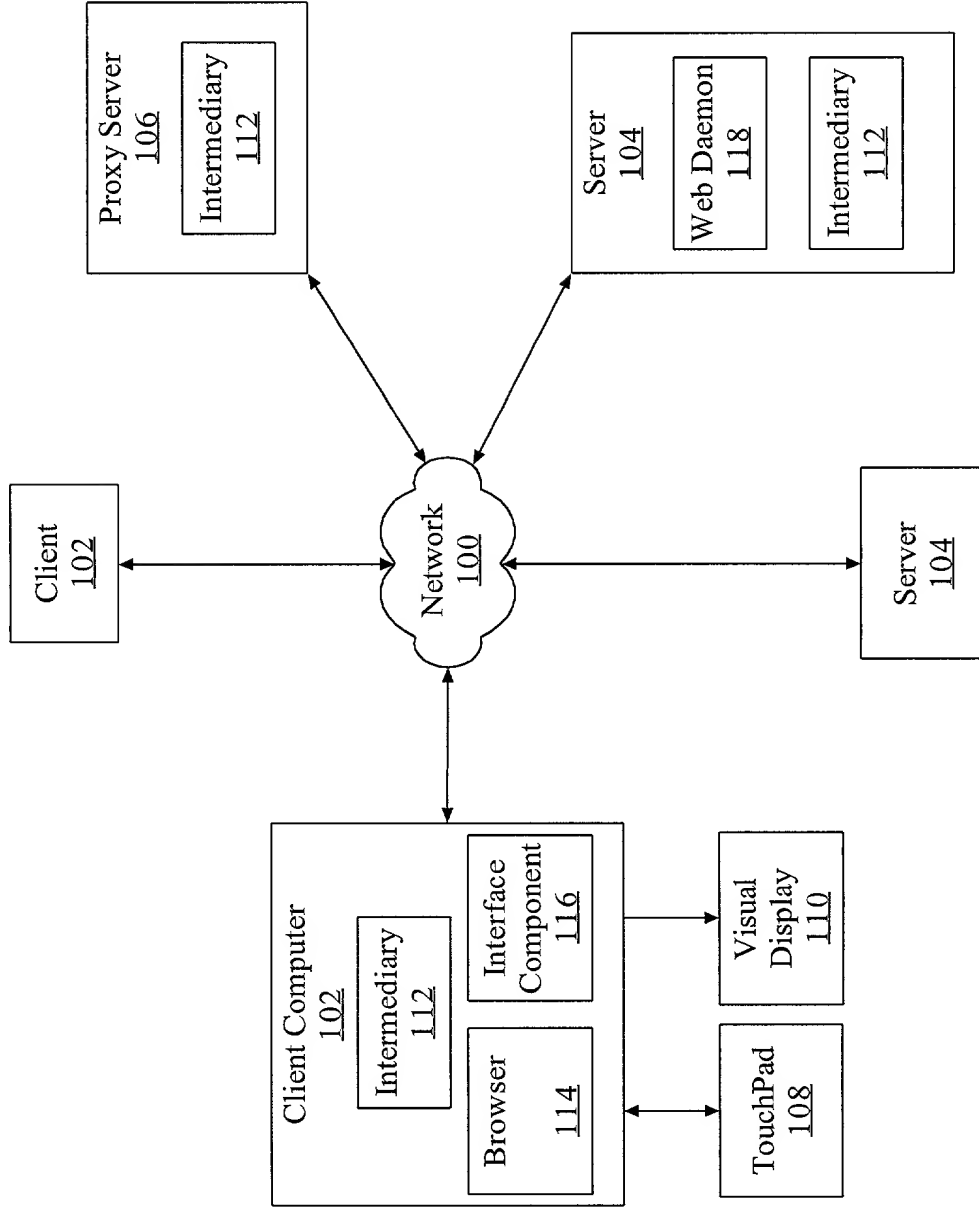 Client Computer
102
Intermediary
112
Browser
114
Interface
Component
116
TouchPad
108
Visual
Display
110
Client
102
Network
100
Server
104
Proxy Server
106
Intermediary
112
Server
104
Web Daemon
118
Intermediary
112